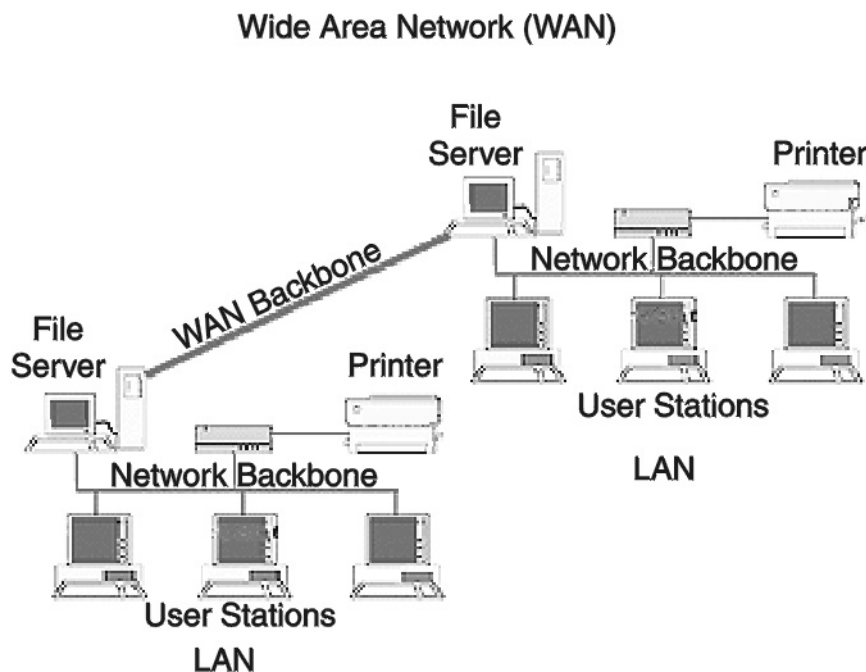 Wide Area Network (WAN)
File
Server
Printer
Network Backbone
User Stations
LAN
WAN Backbone
File
Server
Printer
Network Backbone
User Stations
LAN